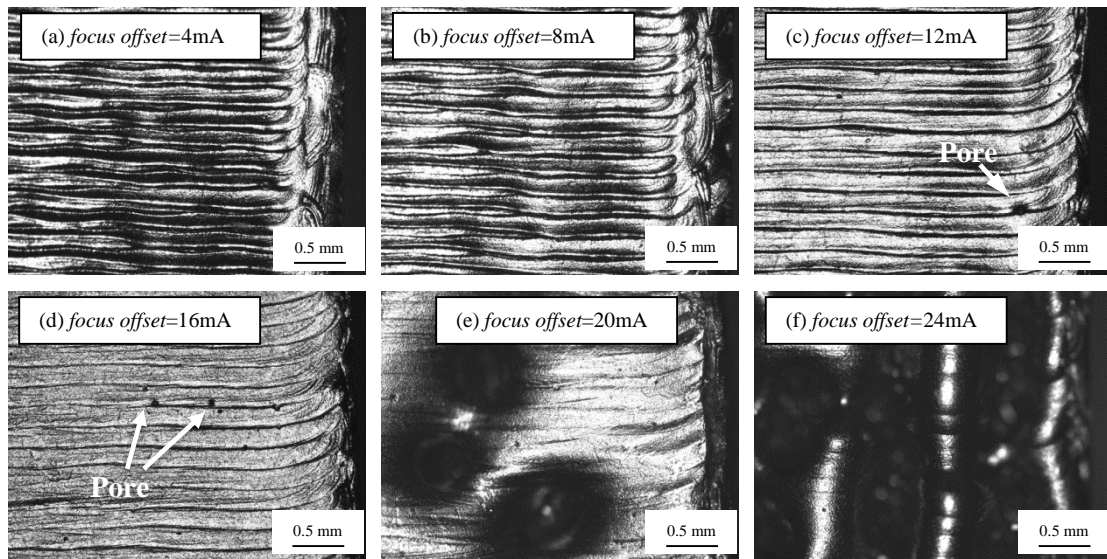 (a) focus offset=4mA
0.5 mm
(b) focus offset=8mA
0.5 mm
(c) focus offset=12mA
Pore
0.5 mm
(d) focus offset=16mA
Pore
0.5 mm
(e) focus offset=20mA
0.5 mm
(f) focus offset=24mA
0.5 mm